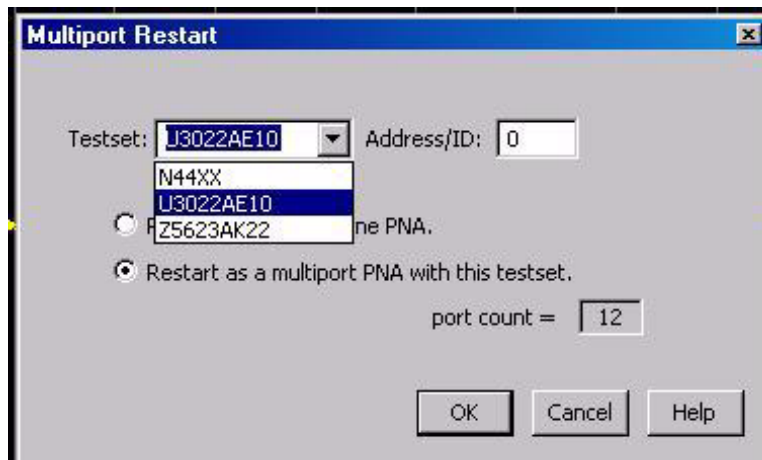 Multiport Restart
Testset: U3022AE10 Address/ID: 0
N44XX
U3022AE10
Z5623AK22
ne PNA.
Restart as a multiport PNA with this testset.
port count = 12
OK Cancel Help